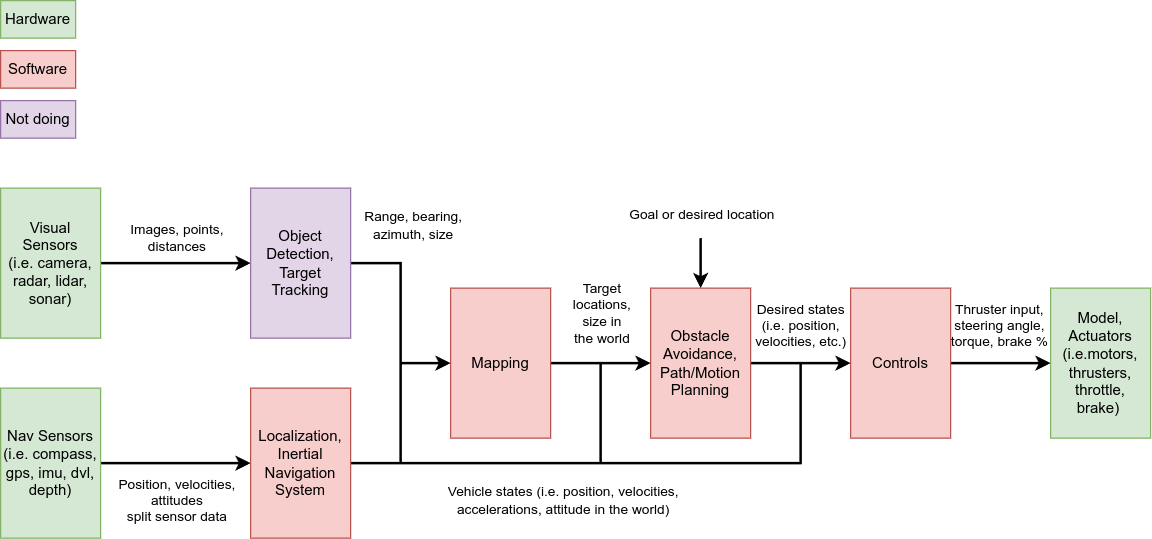 Hardware
Software
Not doing
Visual
Sensors
(i.e. camera,
radar, lidar,
sonar)
Images, points,
distances
Object
Detection,
Target
Tracking
Range, bearing,
azimuth, size
Goal or desired location
Mapping
Target
locations,
size in
the world
Obstacle
Avoidance,
Path/Motion
Planning
Desired states
(i.e. position,
velocities, etc.)
Controls
Thruster input,
steering angle,
torque, brake %
Model,
Actuators
(i.e.motors,
thrusters,
throttle,
brake)
Nav Sensors
(i.e. compass,
gps, imu, dvl,
depth)
Position, velocities,
attitudes
split sensor data
Localization,
Inertial
Navigation
System
Vehicle states (i.e. position, velocities,
accelerations, attitude in the world)